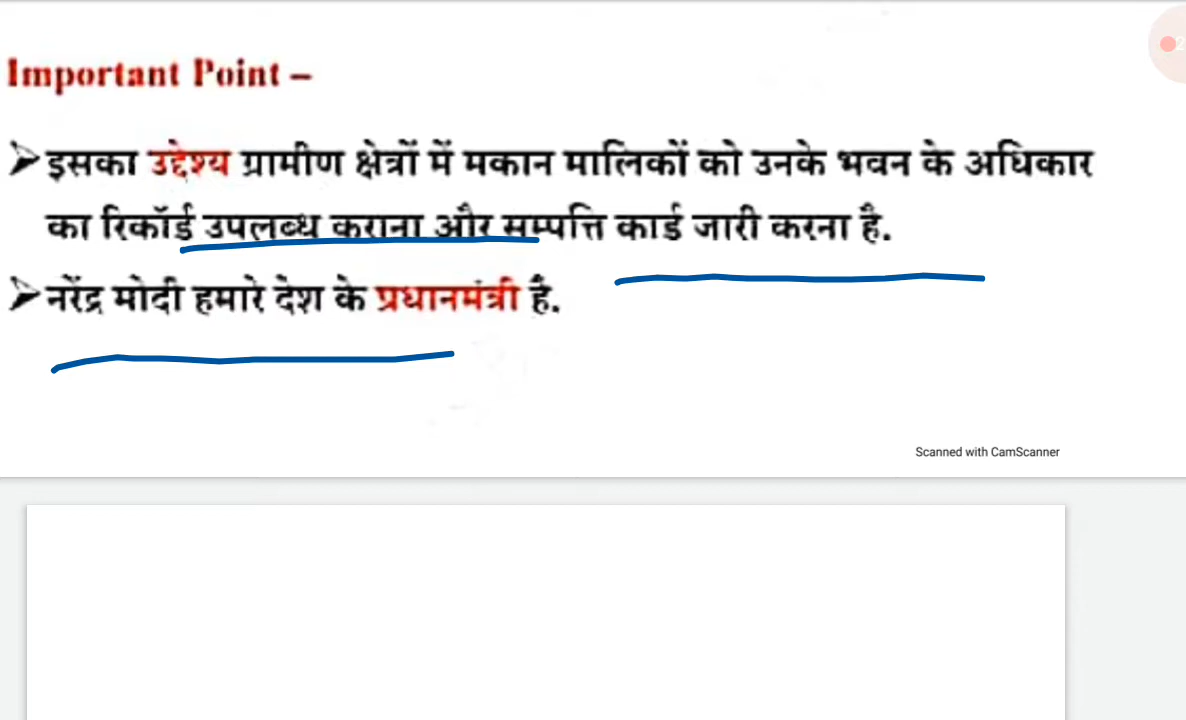 Important Point –
➢इसका उद्देश्य ग्रामीण क्षेत्रों में मकान मालिकों को उनके भवन के अधिकार
का रिकॉर्ड उपलब्ध कराना और सम्पत्ति कार्ड जारी करना है.
➢नरेंद्र मोदी हमारे देश के प्रधानमंत्री है.
Scanned with CamScanner